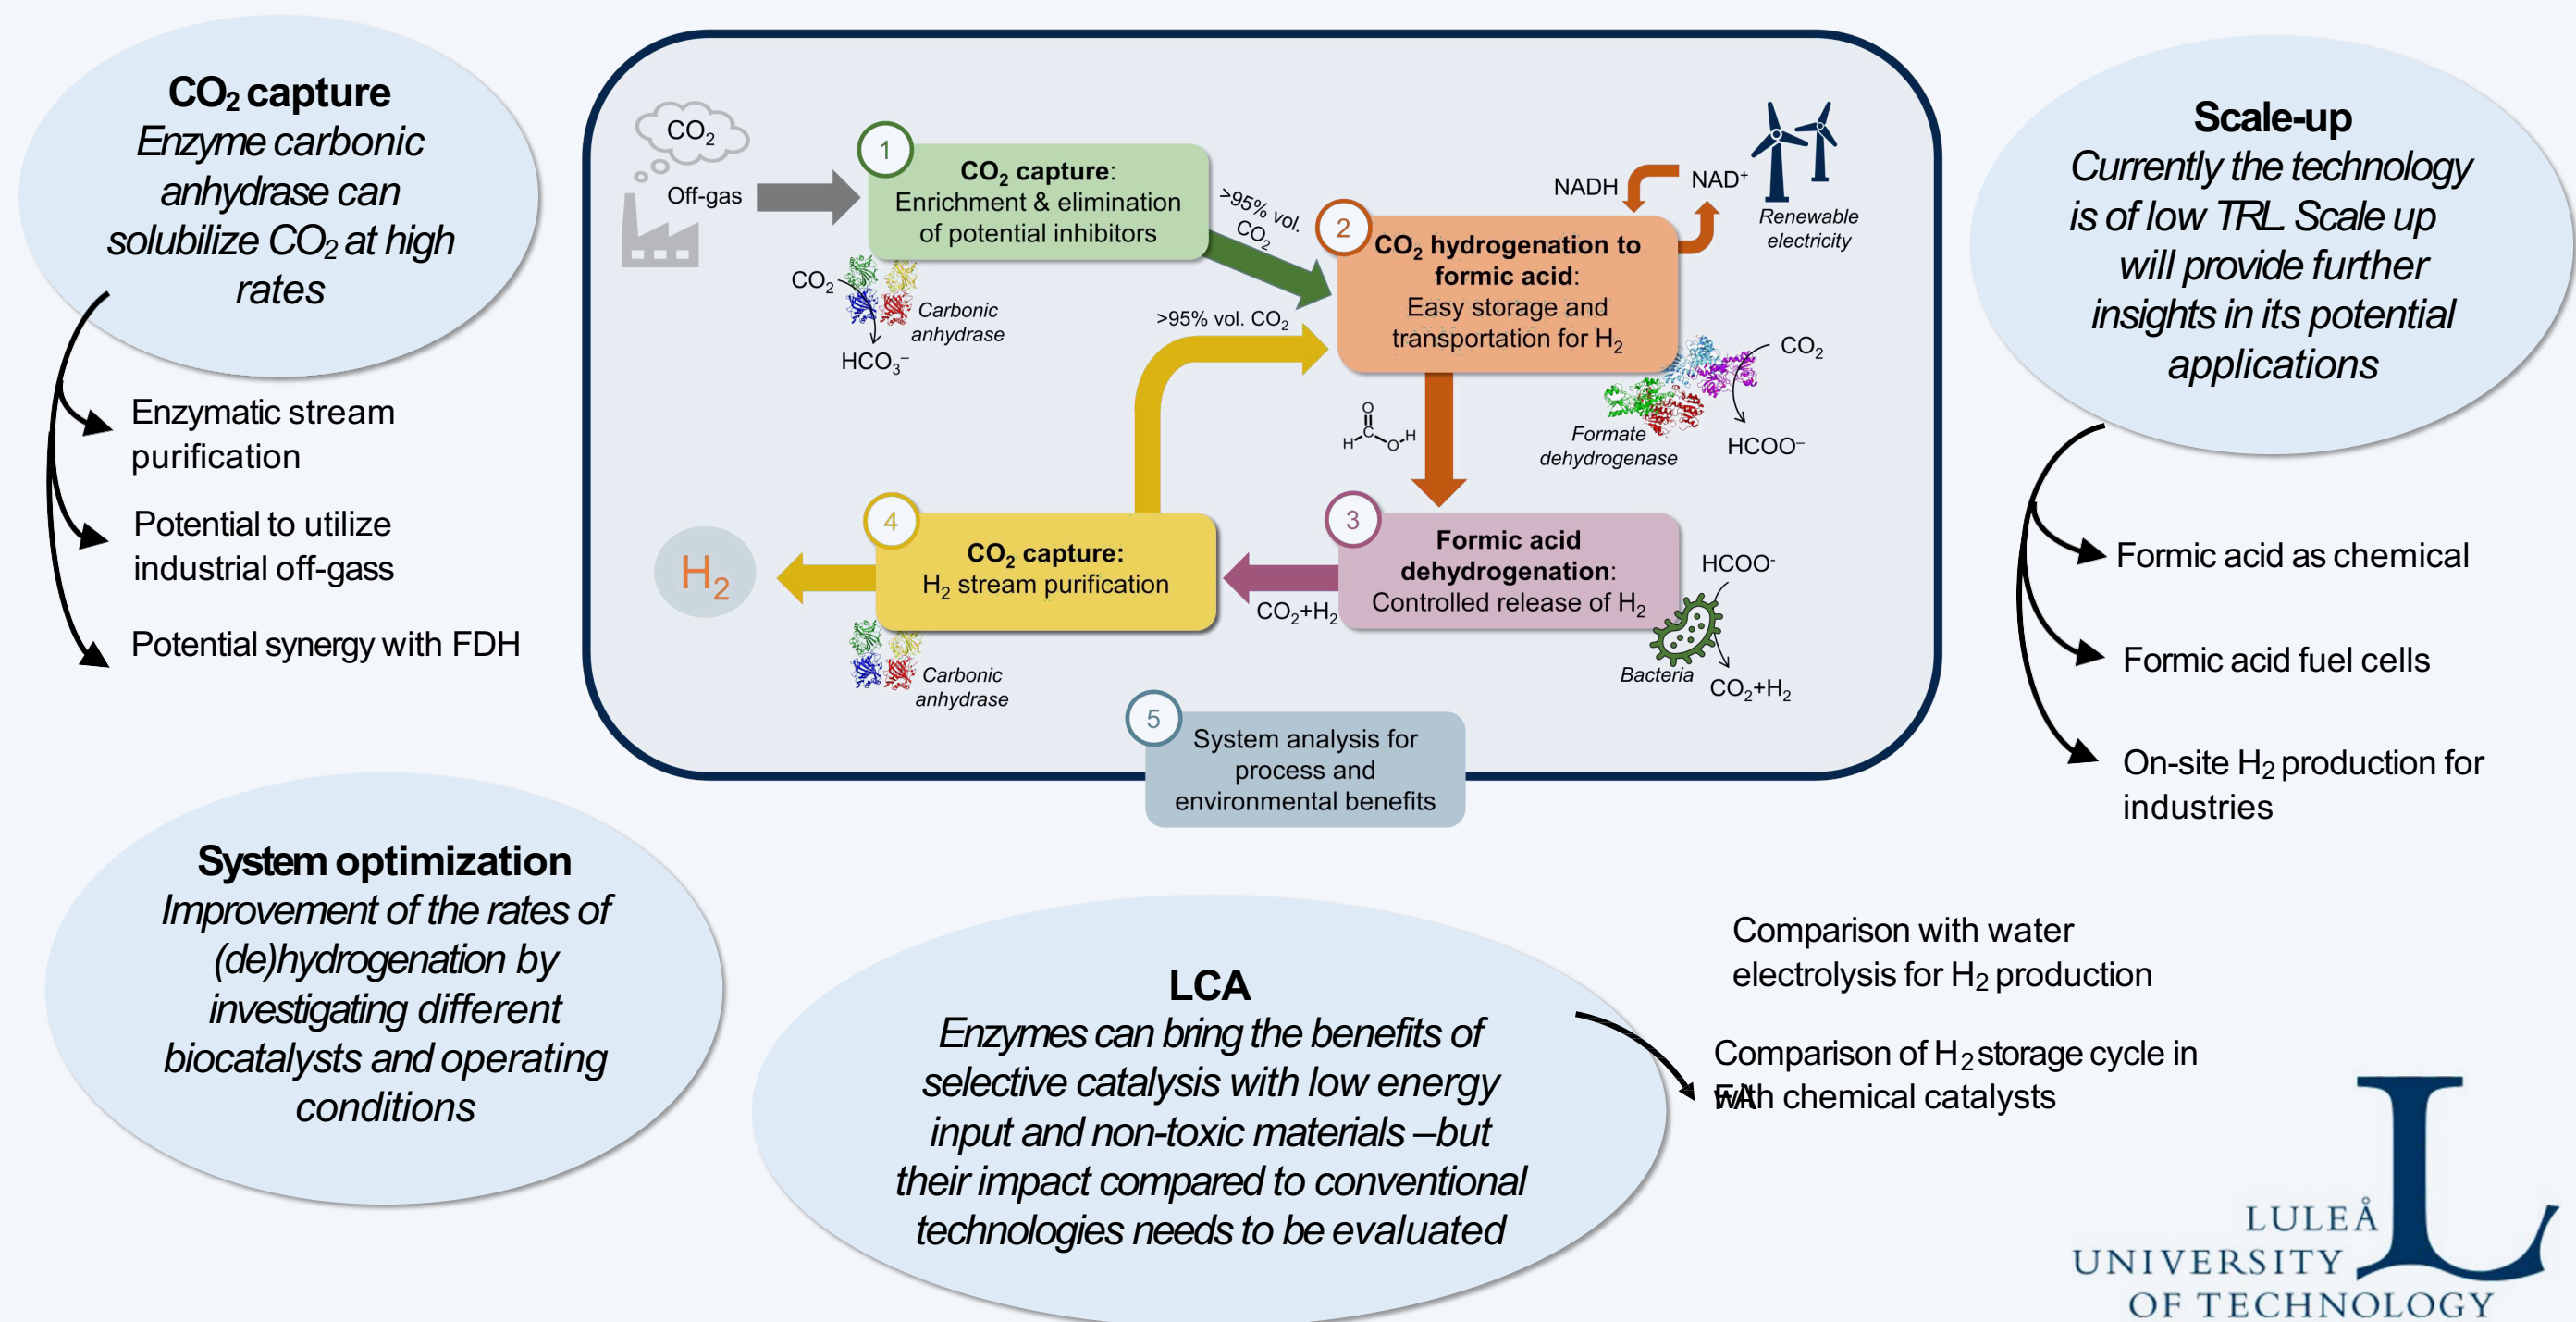 CO₂ capture
Enzyme carbonic
anhydrase can
solubilize CO₂ at high
rates
Enzymatic stream
purification
Potential to utilize
industrial off-gass
Potential synergy with FDH
CO₂
Off-gas
1
CO₂ capture:
Enrichment & elimination
of potential inhibitors
CO₂
Carbonic
anhydrase
HCO₃⁻
>95% vol.
CO₂
>95% vol. CO₂
2
CO₂ hydrogenation to
formic acid:
Easy storage and
transportation for H₂
NADH
NAD⁺
Renewable
electricity
CO₂
Formate
dehydrogenase
HCOO⁻
O
H C O H
3
Formic acid
dehydrogenation:
Controlled release of H₂
HCOO⁻
Bacteria
CO₂+H₂
CO₂+H₂
4
CO₂ capture:
H₂ stream purification
Carbonic
anhydrase
H₂
5
System analysis for
process and
environmental benefits
Scale-up
Currently the technology
is of low TRL. Scale up
will provide further
insights in its potential
applications
Formic acid as chemical
Formic acid fuel cells
On-site H₂ production for
industries
System optimization
Improvement of the rates of
(de)hydrogenation by
investigating different
biocatalysts and operating
conditions
LCA
Enzymes can bring the benefits of
selective catalysis with low energy
input and non-toxic materials –but
their impact compared to conventional
technologies needs to be evaluated
Comparison with water
electrolysis for H₂ production
Comparison of H₂ storage cycle in
FA
with chemical catalysts
LULEÅ
UNIVERSITY
OF TECHNOLOGY
L